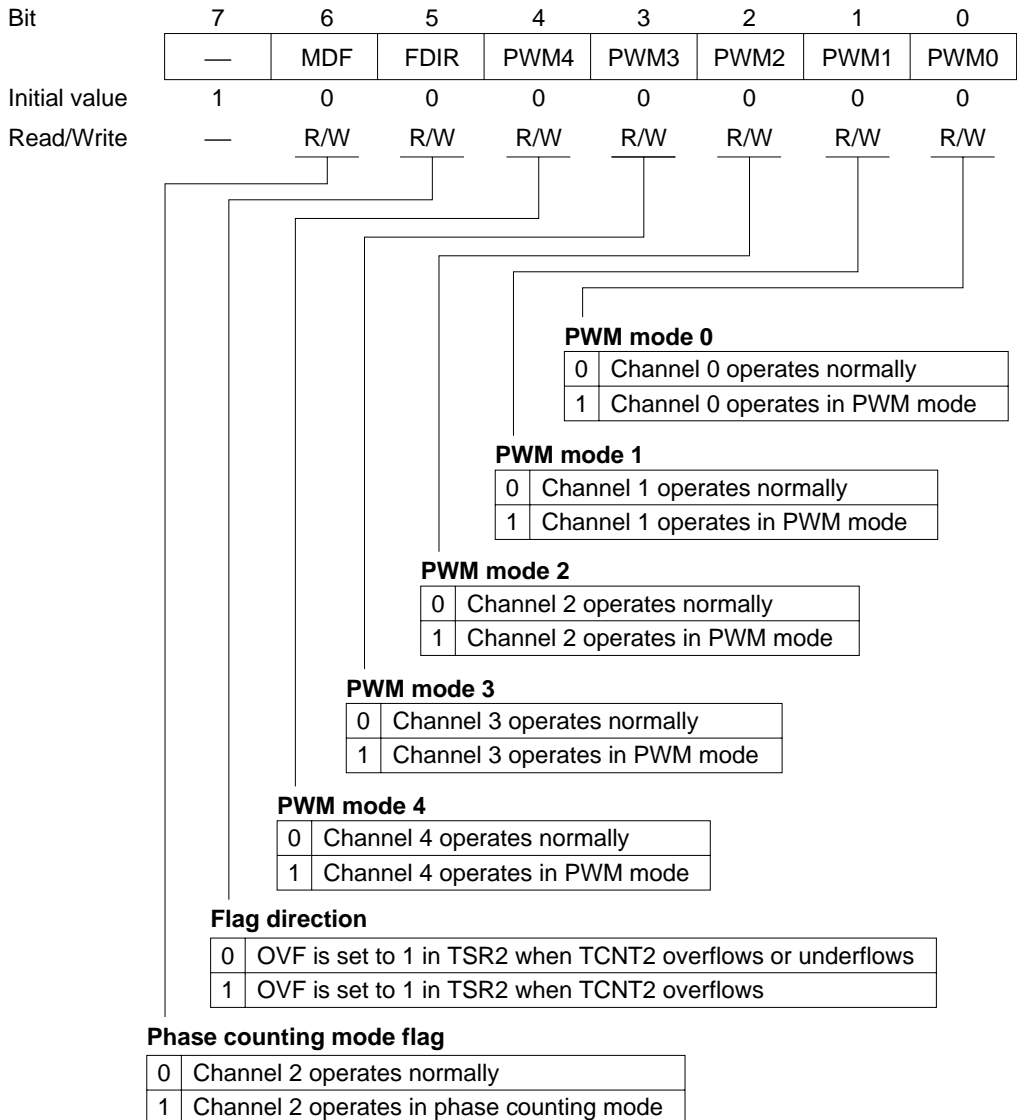 Bit 7 6 5 4 3 2 1 0
— MDF FDIR PWM4 PWM3 PWM2 PWM1 PWM0
Initial value 1 0 0 0 0 0 0 0
Read/Write — R/W R/W R/W R/W R/W R/W R/W
PWM mode 0
0 Channel 0 operates normally
1 Channel 0 operates in PWM mode
PWM mode 1
0 Channel 1 operates normally
1 Channel 1 operates in PWM mode
PWM mode 2
0 Channel 2 operates normally
1 Channel 2 operates in PWM mode
PWM mode 3
0 Channel 3 operates normally
1 Channel 3 operates in PWM mode
PWM mode 4
0 Channel 4 operates normally
1 Channel 4 operates in PWM mode
Flag direction
0 OVF is set to 1 in TSR2 when TCNT2 overflows or underflows
1 OVF is set to 1 in TSR2 when TCNT2 overflows
Phase counting mode flag
0 Channel 2 operates normally
1 Channel 2 operates in phase counting mode